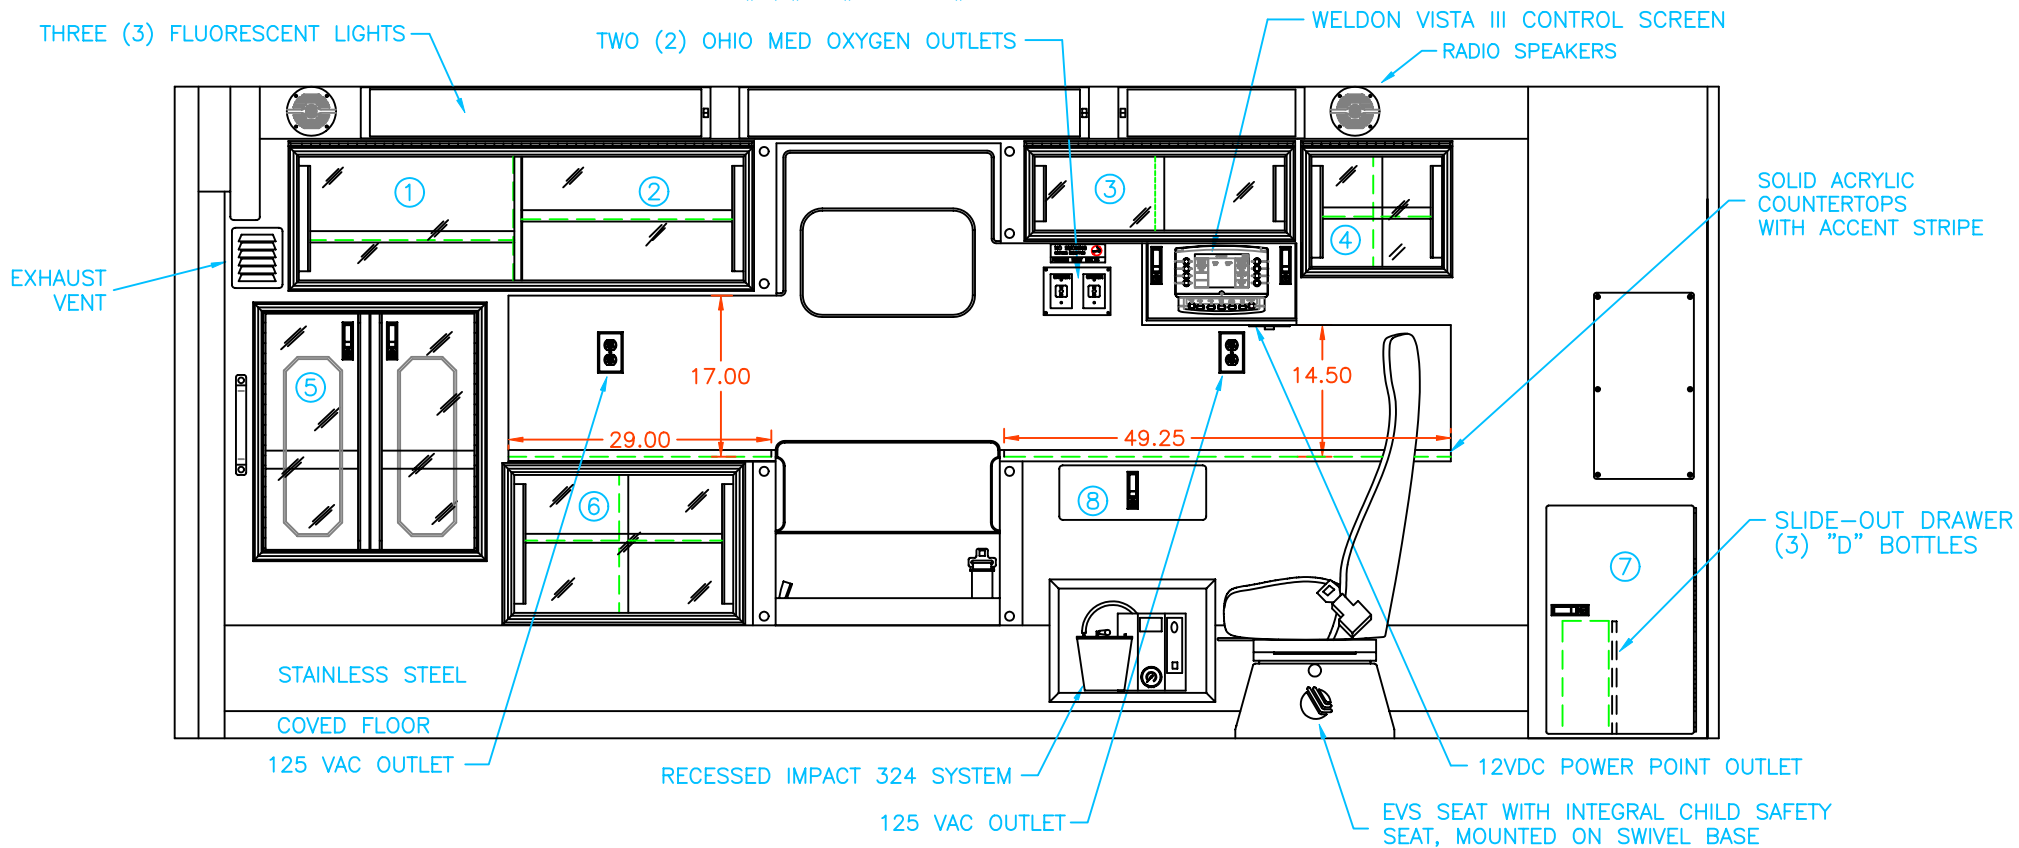 THREE (3) FLUORESCENT LIGHTS
TWO (2) OHIO MED OXYGEN OUTLETS
WELDON VISTA III CONTROL SCREEN
RADIO SPEAKERS
SOLID ACRYLIC
COUNTERTOPS
WITH ACCENT STRIPE
EXHAUST
VENT
1
2
3
4
5
6
7
8
17.00
14.50
29.00
49.25
SLIDE-OUT DRAWER
(3) "D" BOTTLES
STAINLESS STEEL
COVED FLOOR
125 VAC OUTLET
RECESSED IMPACT 324 SYSTEM
125 VAC OUTLET
12VDC POWER POINT OUTLET
EVS SEAT WITH INTEGRAL CHILD SAFETY
SEAT, MOUNTED ON SWIVEL BASE